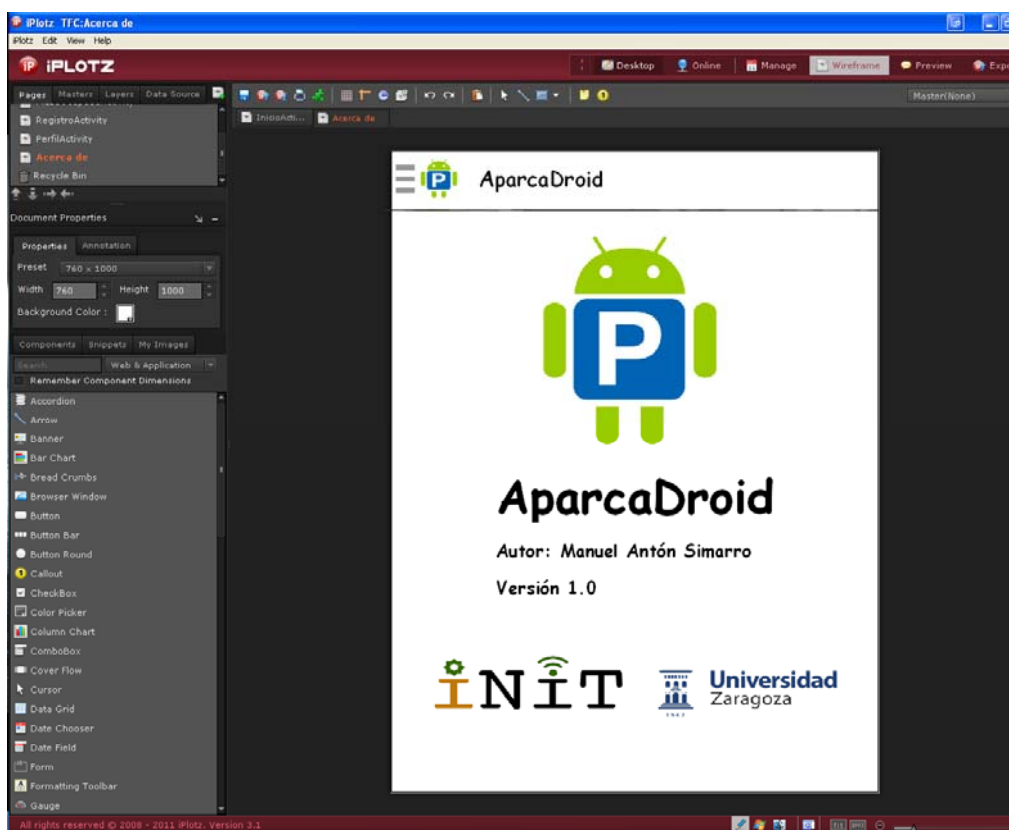 iPlotz TFC:Acerca de
iPlotz Edit View Help
iP iPLOTZ Desktop Online Manage Wireframe Preview
Pages Masters Layers Data Source
Master(None)
InicioActi... Acerca de
RegistroActivity
PerfilActivity
Acerca de
Recycle Bin
Document Properties
Properties Annotation
Preset 760 x 1000
Width 760 Height 1000
Background Color :
Components Snippets My Images
Search Web & Application
Remember Component Dimensions
Accordion
Arrow
Banner
Bar Chart
Bread Crumbs
Browser Window
Button
Button Bar
Button Round
Callout
CheckBox
Color Picker
Column Chart
ComboBox
Cover Flow
Cursor
Data Grid
Date Chooser
Date Field
Form
Formatting Toolbar
Gauge
P AparcaDroid
P
AparcaDroid
Autor: Manuel Antón Simarro
Versión 1.0
iNiT
Universidad
Zaragoza
1542
All rights reserved © 2008 - 2011 iPlotz. Version 3.1